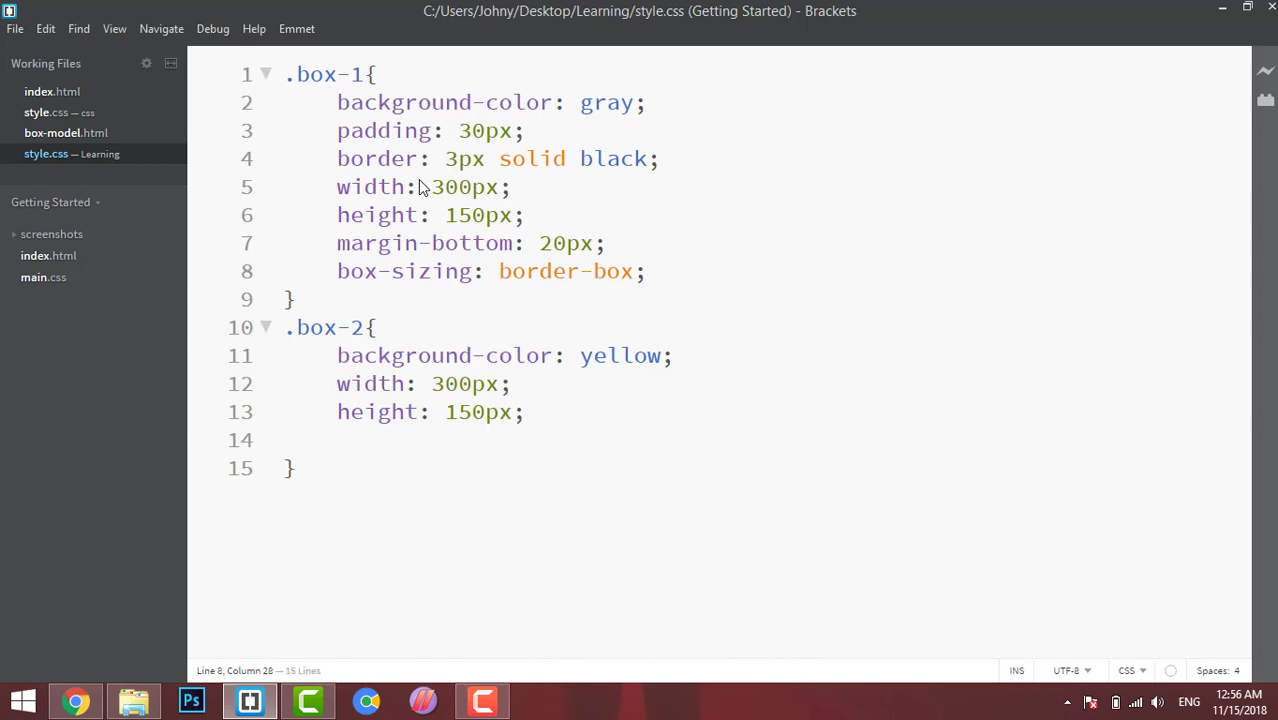 C:/Users/Johny/Desktop/Learning/style.css (Getting Started) - Brackets
File Edit Find View Navigate Debug Help Emmet
Working Files
index.html
style.css — css
box-model.html
style.css — Learning
Getting Started
screenshots
index.html
main.css
1 .box-1{
2 background-color: gray;
3 padding: 30px;
4 border: 3px solid black;
5 width: 300px;
6 height: 150px;
7 margin-bottom: 20px;
8 box-sizing: border-box;
9 }
10 .box-2{
11 background-color: yellow;
12 width: 300px;
13 height: 150px;
14
15 }
Line 8, Column 28 — 15 Lines
INS UTF-8 CSS Spaces: 4
Ps
ENG
12:56 AM
11/15/2018